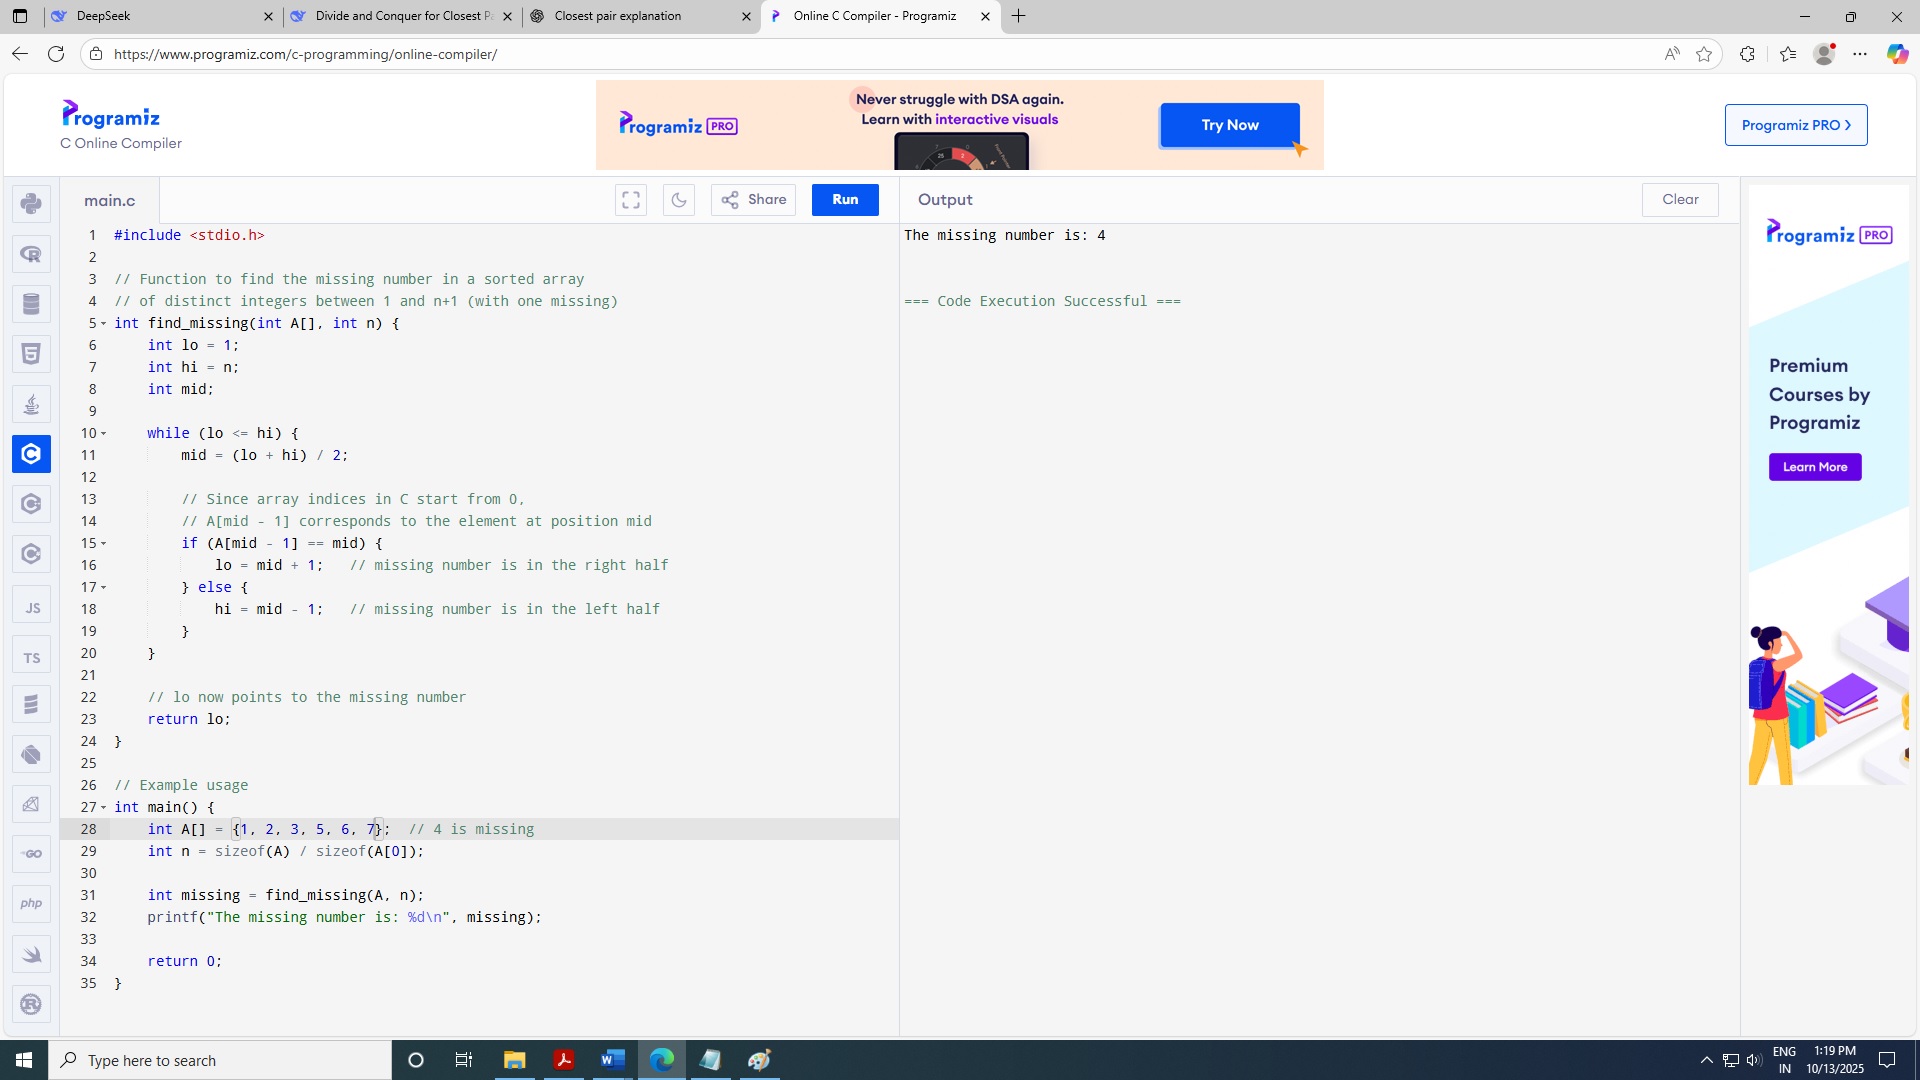 DeepSeek
Divide and Conquer for Closest Pa
Closest pair explanation
Online C Compiler - Programiz
https://www.programiz.com/c-programming/online-compiler/
Programiz
C Online Compiler
Programiz PRO
Never struggle with DSA again.
Learn with interactive visuals
Try Now
Programiz PRO
main.c
Share
Run
Output
Clear
1 #include <stdio.h>
2
3 // Function to find the missing number in a sorted array
4 // of distinct integers between 1 and n+1 (with one missing)
5 int find_missing(int A[], int n) {
6     int lo = 1;
7     int hi = n;
8     int mid;
9
10     while (lo <= hi) {
11         mid = (lo + hi) / 2;
12
13         // Since array indices in C start from 0,
14         // A[mid - 1] corresponds to the element at position mid
15         if (A[mid - 1] == mid) {
16             lo = mid + 1;   // missing number is in the right half
17         } else {
18             hi = mid - 1;   // missing number is in the left half
19         }
20     }
21
22     // lo now points to the missing number
23     return lo;
24 }
25
26 // Example usage
27 int main() {
28     int A[] = {1, 2, 3, 5, 6, 7};  // 4 is missing
29     int n = sizeof(A) / sizeof(A[0]);
30
31     int missing = find_missing(A, n);
32     printf("The missing number is: %d\n", missing);
33
34     return 0;
35 }
The missing number is: 4
=== Code Execution Successful ===
Programiz PRO
Premium
Courses by
Programiz
Learn More
JS
TS
GO
php
Type here to search
ENG
IN
1:19 PM
10/13/2025